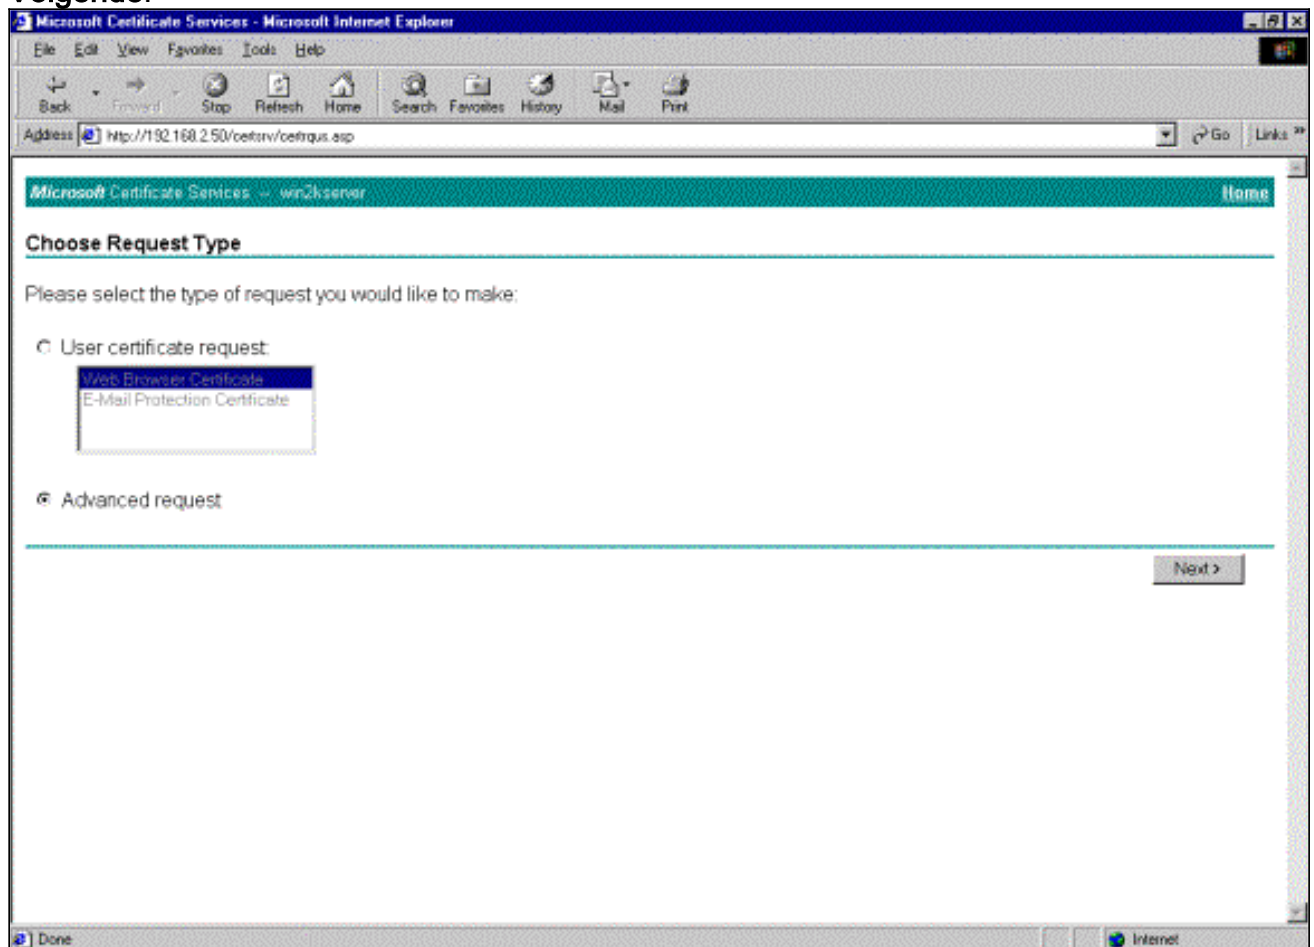 Volgende.
Microsoft Certificate Services - Microsoft Internet Explorer
File Edit View Favorites Tools Help
Back Forward Stop Refresh Home Search Favorites History Mail Print
Address http://192.168.2.50/certsrv/certrqus.asp Go Links »
Microsoft Certificate Services -- win2kserver Home
Choose Request Type
Please select the type of request you would like to make:
User certificate request:
Web Browser Certificate
E-Mail Protection Certificate
Advanced request
Next >
Done Internet